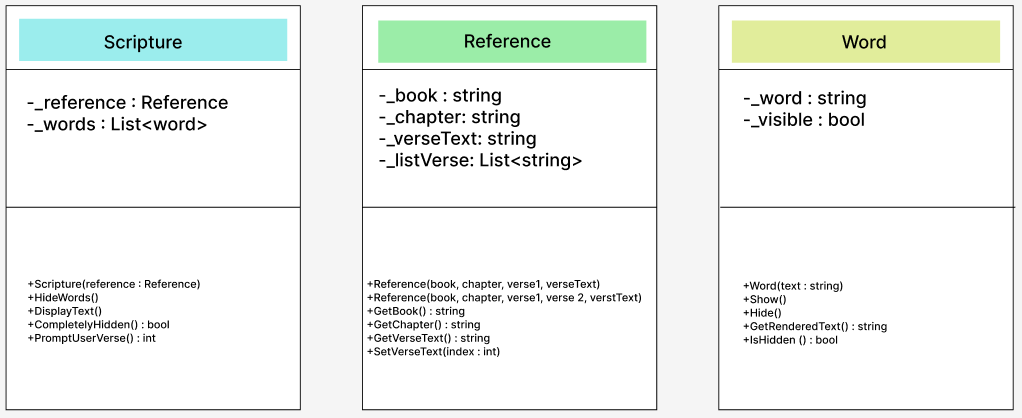 Scripture
-_reference : Reference
-_words : List<word>
+Scripture(reference : Reference)
+HideWords()
+DisplayText()
+CompletelyHidden() : bool
+PromptUserVerse() : int
Reference
-_book : string
-_chapter: string
-_verseText: string
-_listVerse: List<string>
+Reference(book, chapter, verse1, verseText)
+Reference(book, chapter, verse1, verse 2, verstText)
+GetBook() : string
+GetChapter() : string
+GetVerseText() : string
+SetVerseText(index : int)
Word
-_word : string
-_visible : bool
+Word(text : string)
+Show()
+Hide()
+GetRenderedText() : string
+IsHidden () : bool